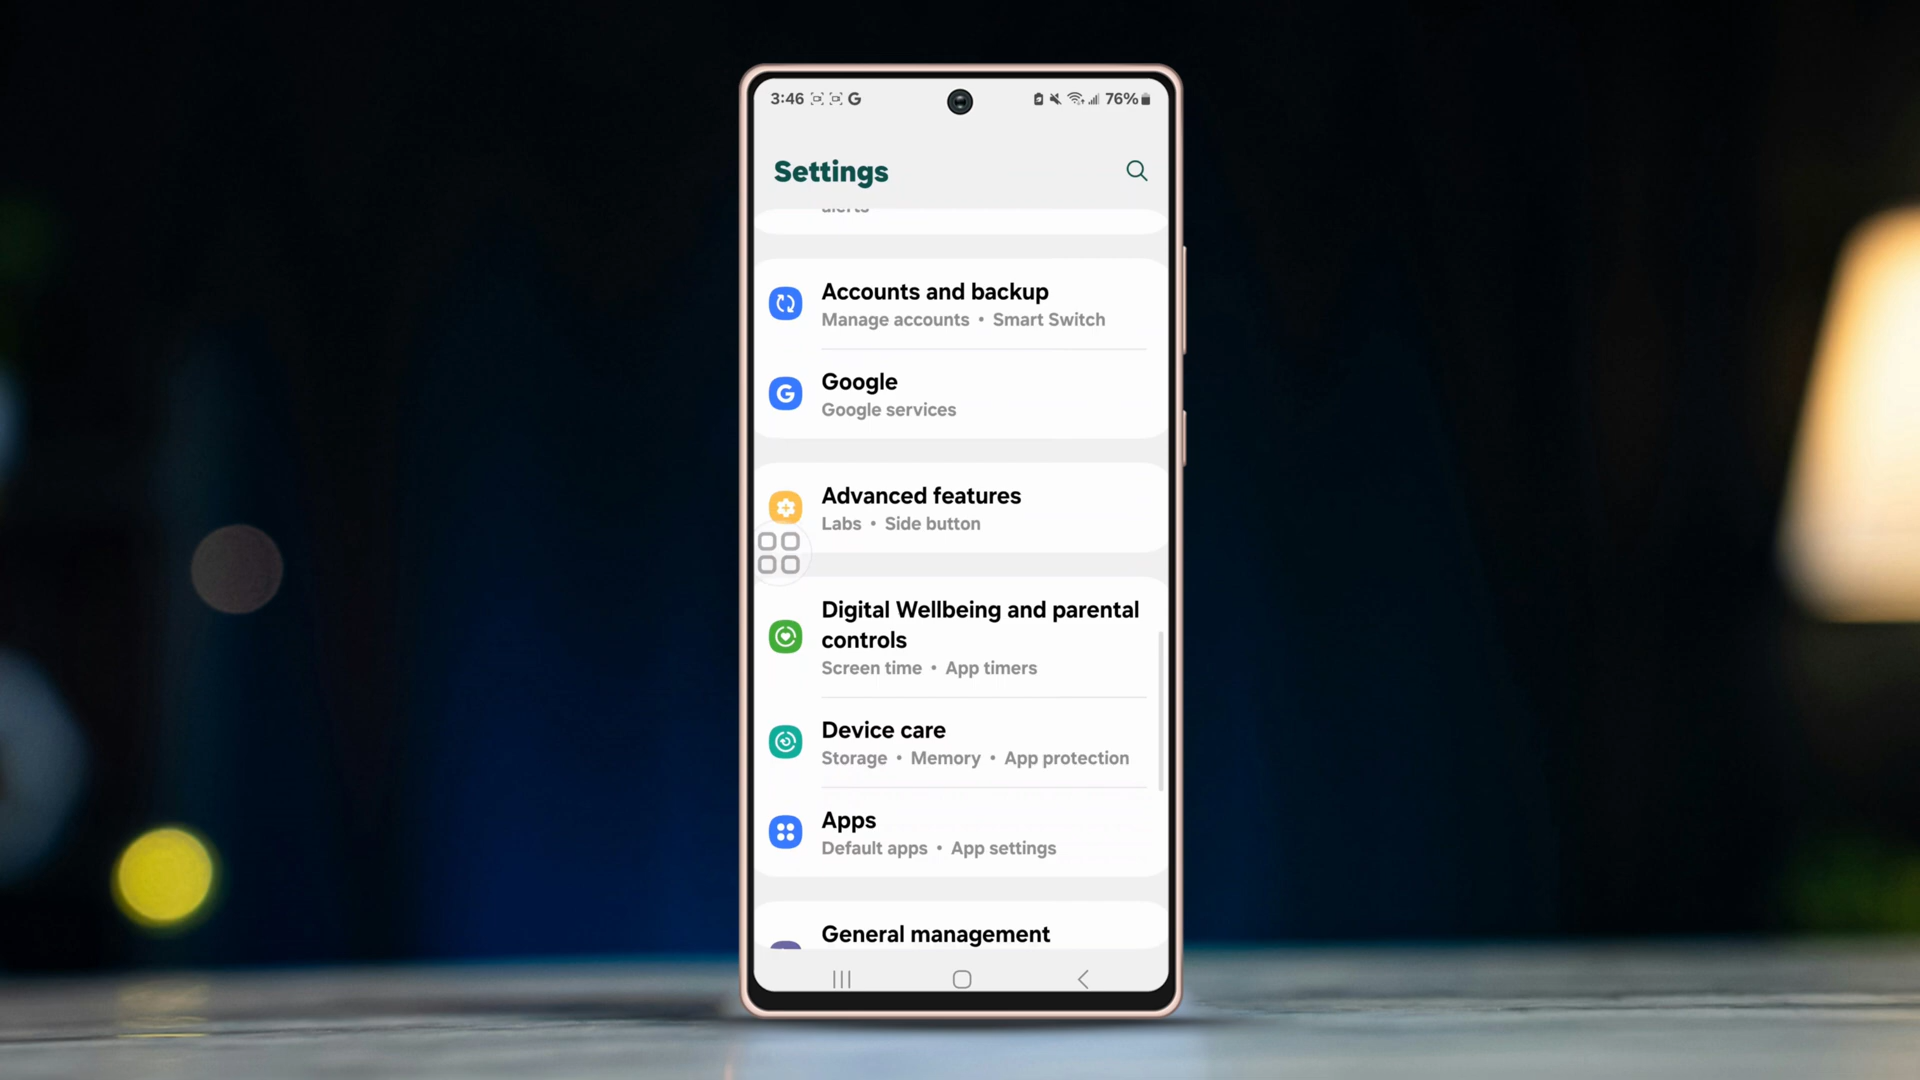 3:46 G 76%
Settings
alerts
Accounts and backup
Manage accounts • Smart Switch
G Google
Google services
Advanced features
Labs • Side button
Digital Wellbeing and parental
controls
Screen time • App timers
Device care
Storage • Memory • App protection
Apps
Default apps • App settings
General management